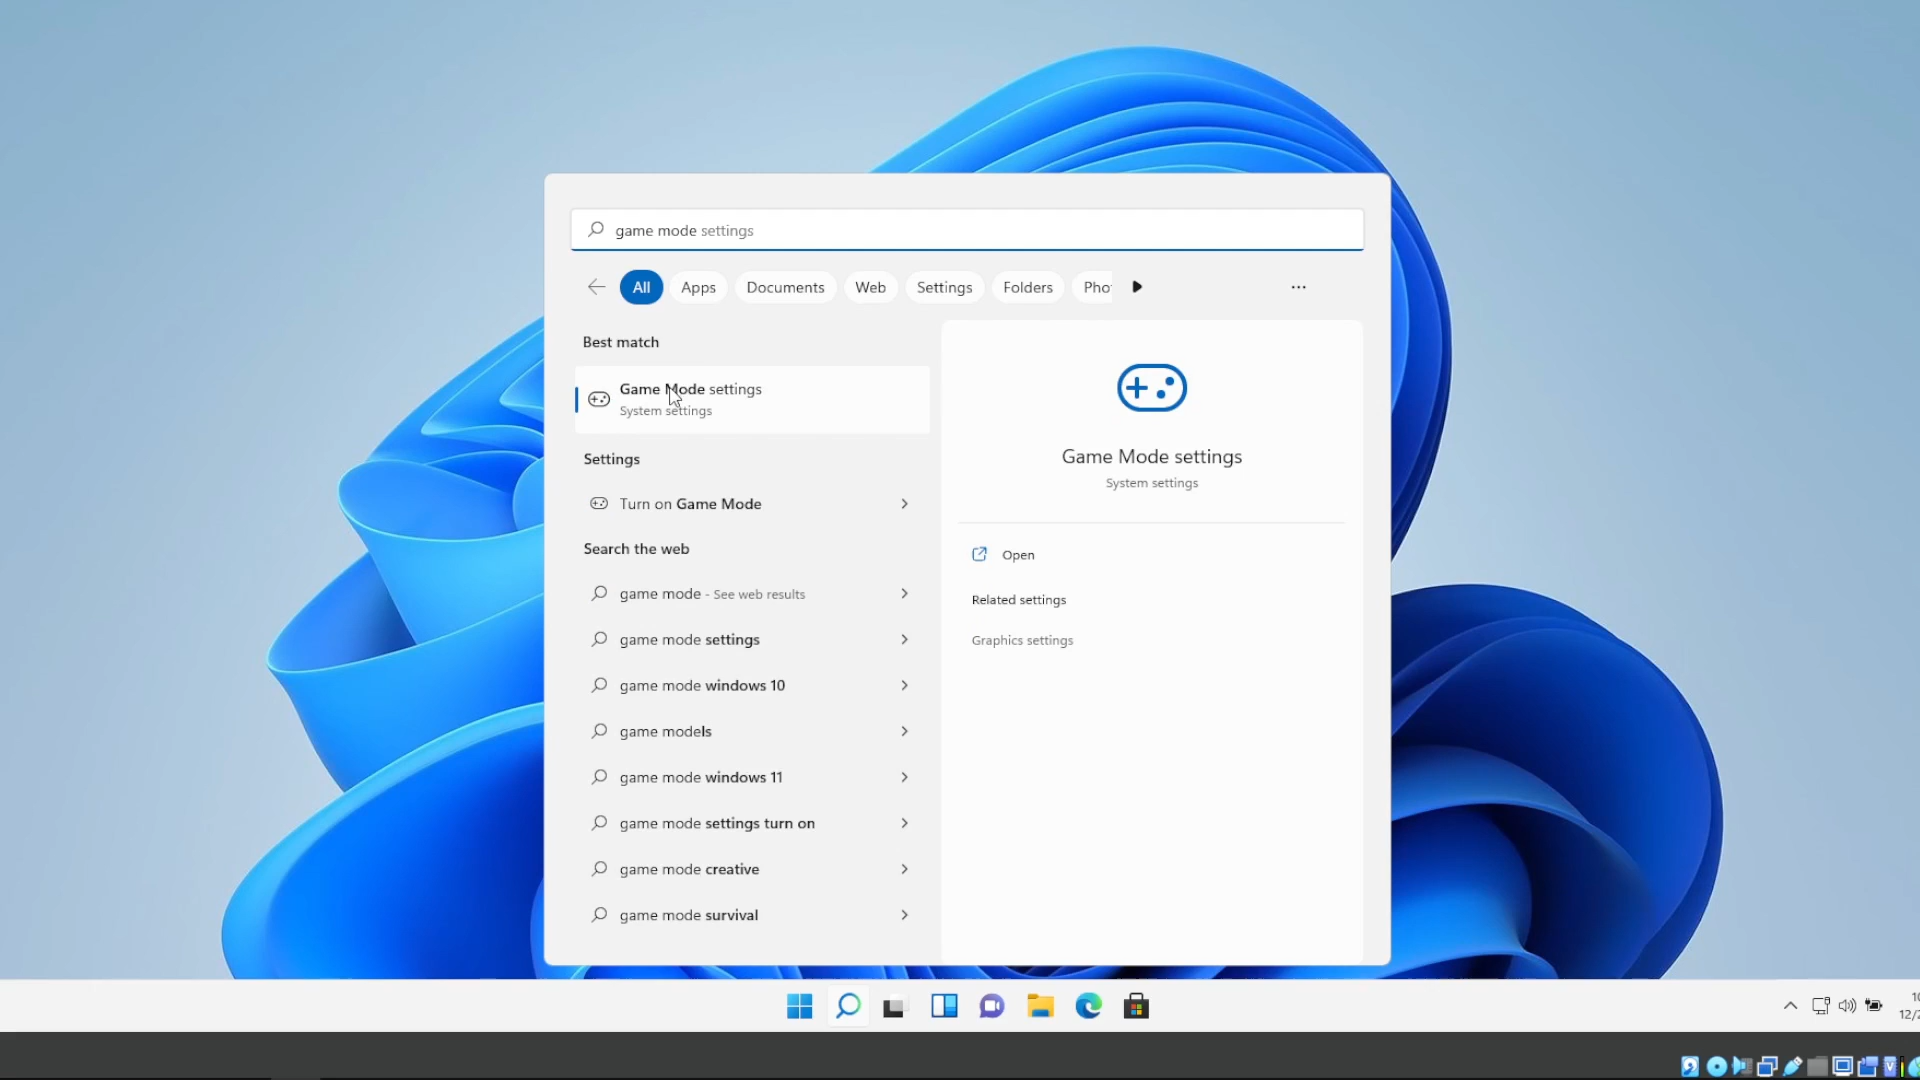 game mode settings
All
Apps
Documents
Web
Settings
Folders
Pho
Best match
Game Mode settings
System settings
Settings
Turn on Game Mode
Search the web
game mode - See web results
game mode settings
game mode windows 10
game models
game mode windows 11
game mode settings turn on
game mode creative
game mode survival
Game Mode settings
System settings
Open
Related settings
Graphics settings
12/2